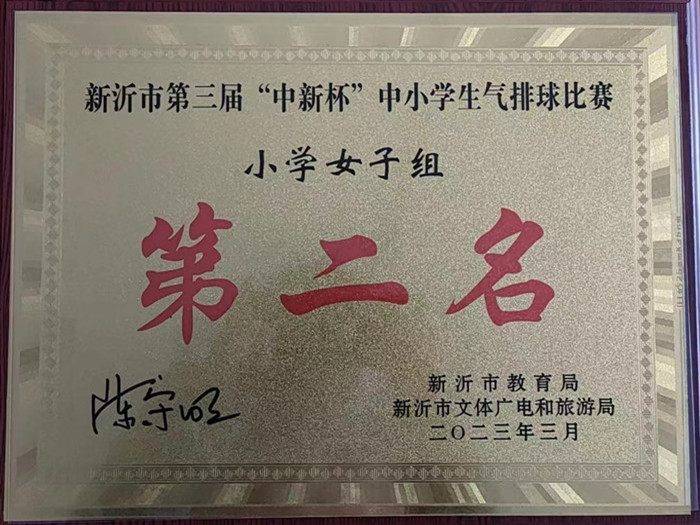 新沂市第三届“中新杯”中小学生气排球比赛
小学女子组
第二名
新沂市教育局
新沂市文体广电和旅游局
二〇二三年三月